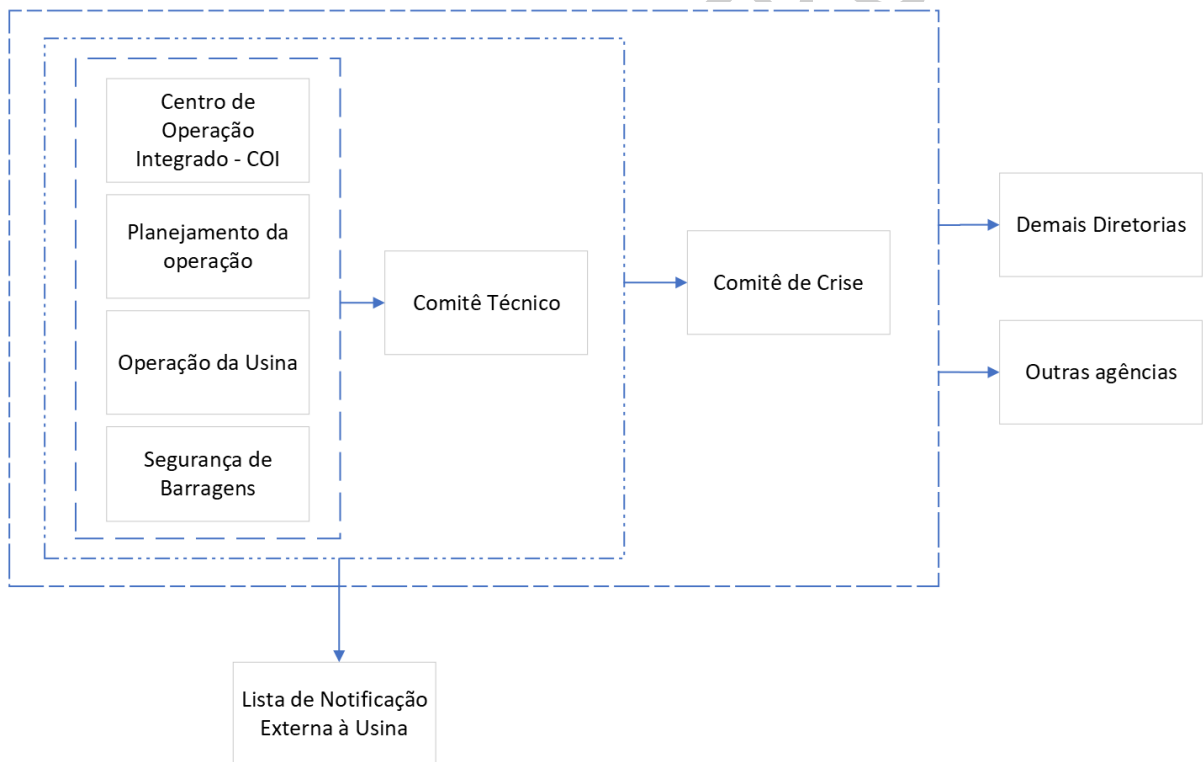 Centro de
Operação
Integrado - COI
Planejamento da
operação
Operação da Usina
Segurança de
Barragens
Comitê Técnico
Comitê de Crise
Demais Diretorias
Outras agências
Lista de Notificação
Externa à Usina